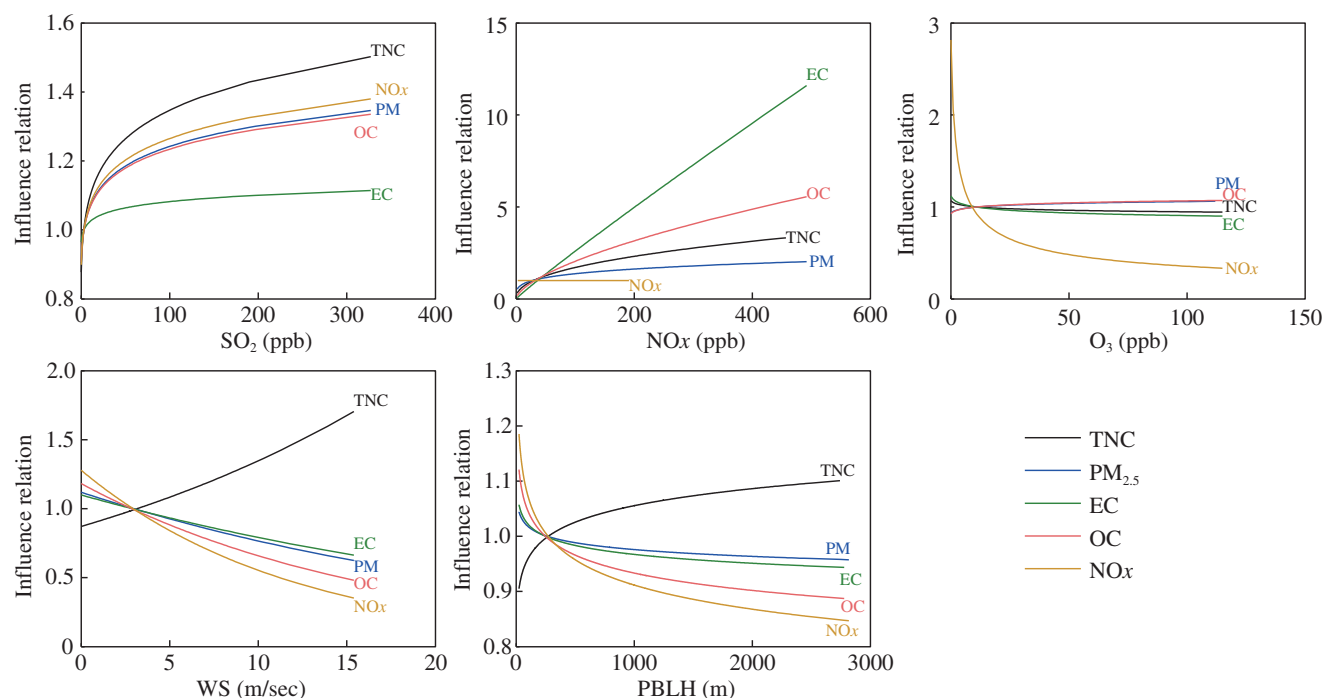 Influence relation
1.6
1.4
1.2
1.0
0.8
TNC
NOx
PM
OC
EC
0 100 200 300 400
SO₂ (ppb)
Influence relation
15
10
5
0
EC
OC
TNC
PM
NOx
0 200 400 600
NOx (ppb)
Influence relation
3
2
1
0
PM
OC
TNC
EC
NOx
0 50 100 150
O₃ (ppb)
Influence relation
2.0
1.5
1.0
0.5
0
TNC
EC
PM
OC
NOx
0 5 10 15 20
WS (m/sec)
Influence relation
1.3
1.2
1.1
1.0
0.9
0.8
TNC
PM
EC
OC
NOx
0 1000 2000 3000
PBLH (m)
TNC
PM₂.₅
EC
OC
NOx